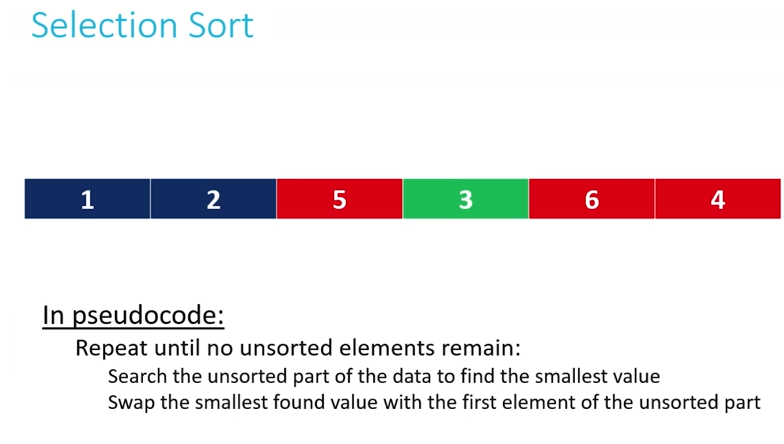 Selection Sort
1 2 5 3 6 4
In pseudocode:
Repeat until no unsorted elements remain:
Search the unsorted part of the data to find the smallest value
Swap the smallest found value with the first element of the unsorted part